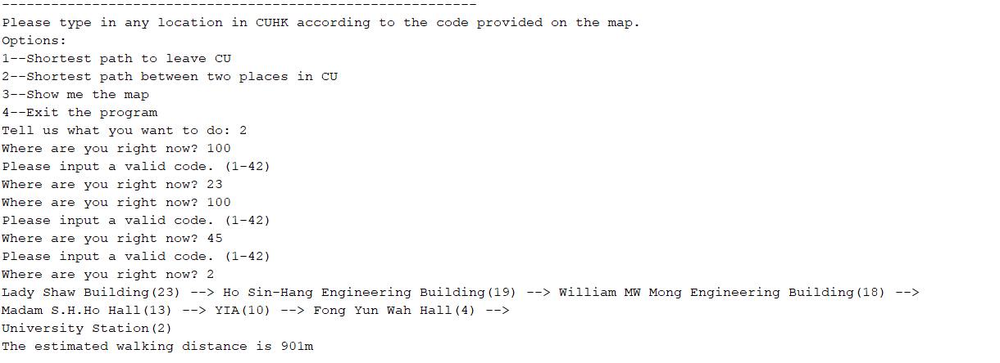 ----------------------------------------------------------
Please type in any location in CUHK according to the code provided on the map.
Options:
1--Shortest path to leave CU
2--Shortest path between two places in CU
3--Show me the map
4--Exit the program
Tell us what you want to do: 2
Where are you right now? 100
Please input a valid code. (1-42)
Where are you right now? 23
Where are you right now? 100
Please input a valid code. (1-42)
Where are you right now? 45
Please input a valid code. (1-42)
Where are you right now? 2
Lady Shaw Building(23) --> Ho Sin-Hang Engineering Building(19) --> William MW Mong Engineering Building(18) -->
Madam S.H.Ho Hall(13) --> YIA(10) --> Fong Yun Wah Hall(4) -->
University Station(2)
The estimated walking distance is 901m